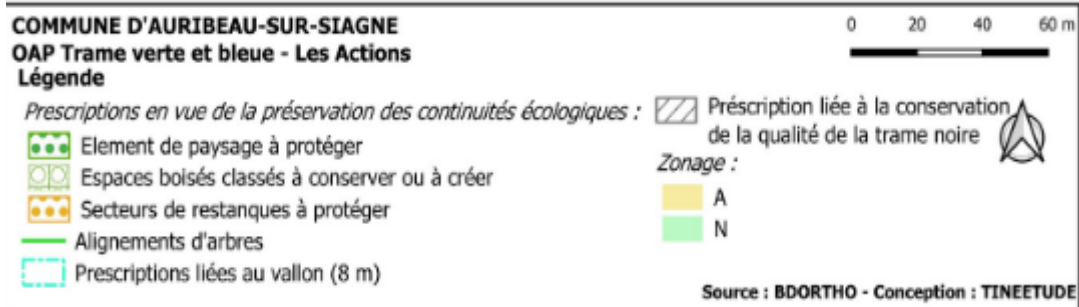 COMMUNE D'AURIBEAU-SUR-SIAGNE
OAP Trame verte et bleue - Les Actions
0 20 40 60 m
Légende
Prescriptions en vue de la préservation des continuités écologiques :
Element de paysage à protéger
Espaces boisés classés à conserver ou à créer
Secteurs de restanques à protéger
Alignements d'arbres
Prescriptions liées au vallon (8 m)
Préscription liée à la conservation
de la qualité de la trame noire
Zonage :
A
N
Source : BDORTHO - Conception : TINEETUDE